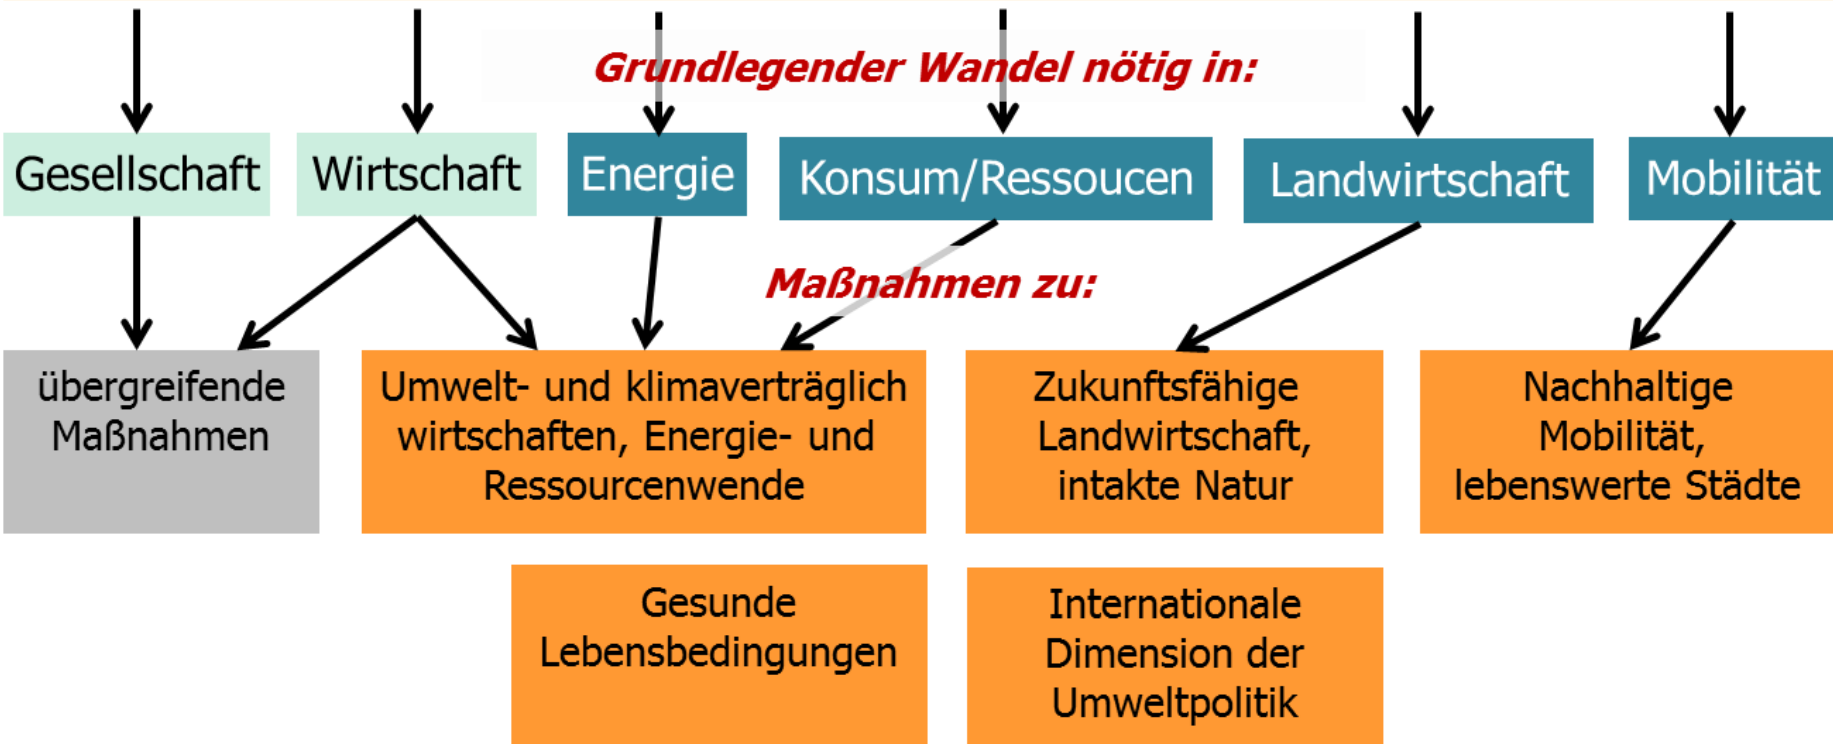 Grundlegender Wandel nötig in:
Gesellschaft
Wirtschaft
Energie
Konsum/Ressoucen
Landwirtschaft
Mobilität
Maßnahmen zu:
übergreifende
Maßnahmen
Umwelt- und klimaverträglich
wirtschaften, Energie- und
Ressourcenwende
Zukunftsfähige
Landwirtschaft,
intakte Natur
Nachhaltige
Mobilität,
lebenswerte Städte
Gesunde
Lebensbedingungen
Internationale
Dimension der
Umweltpolitik